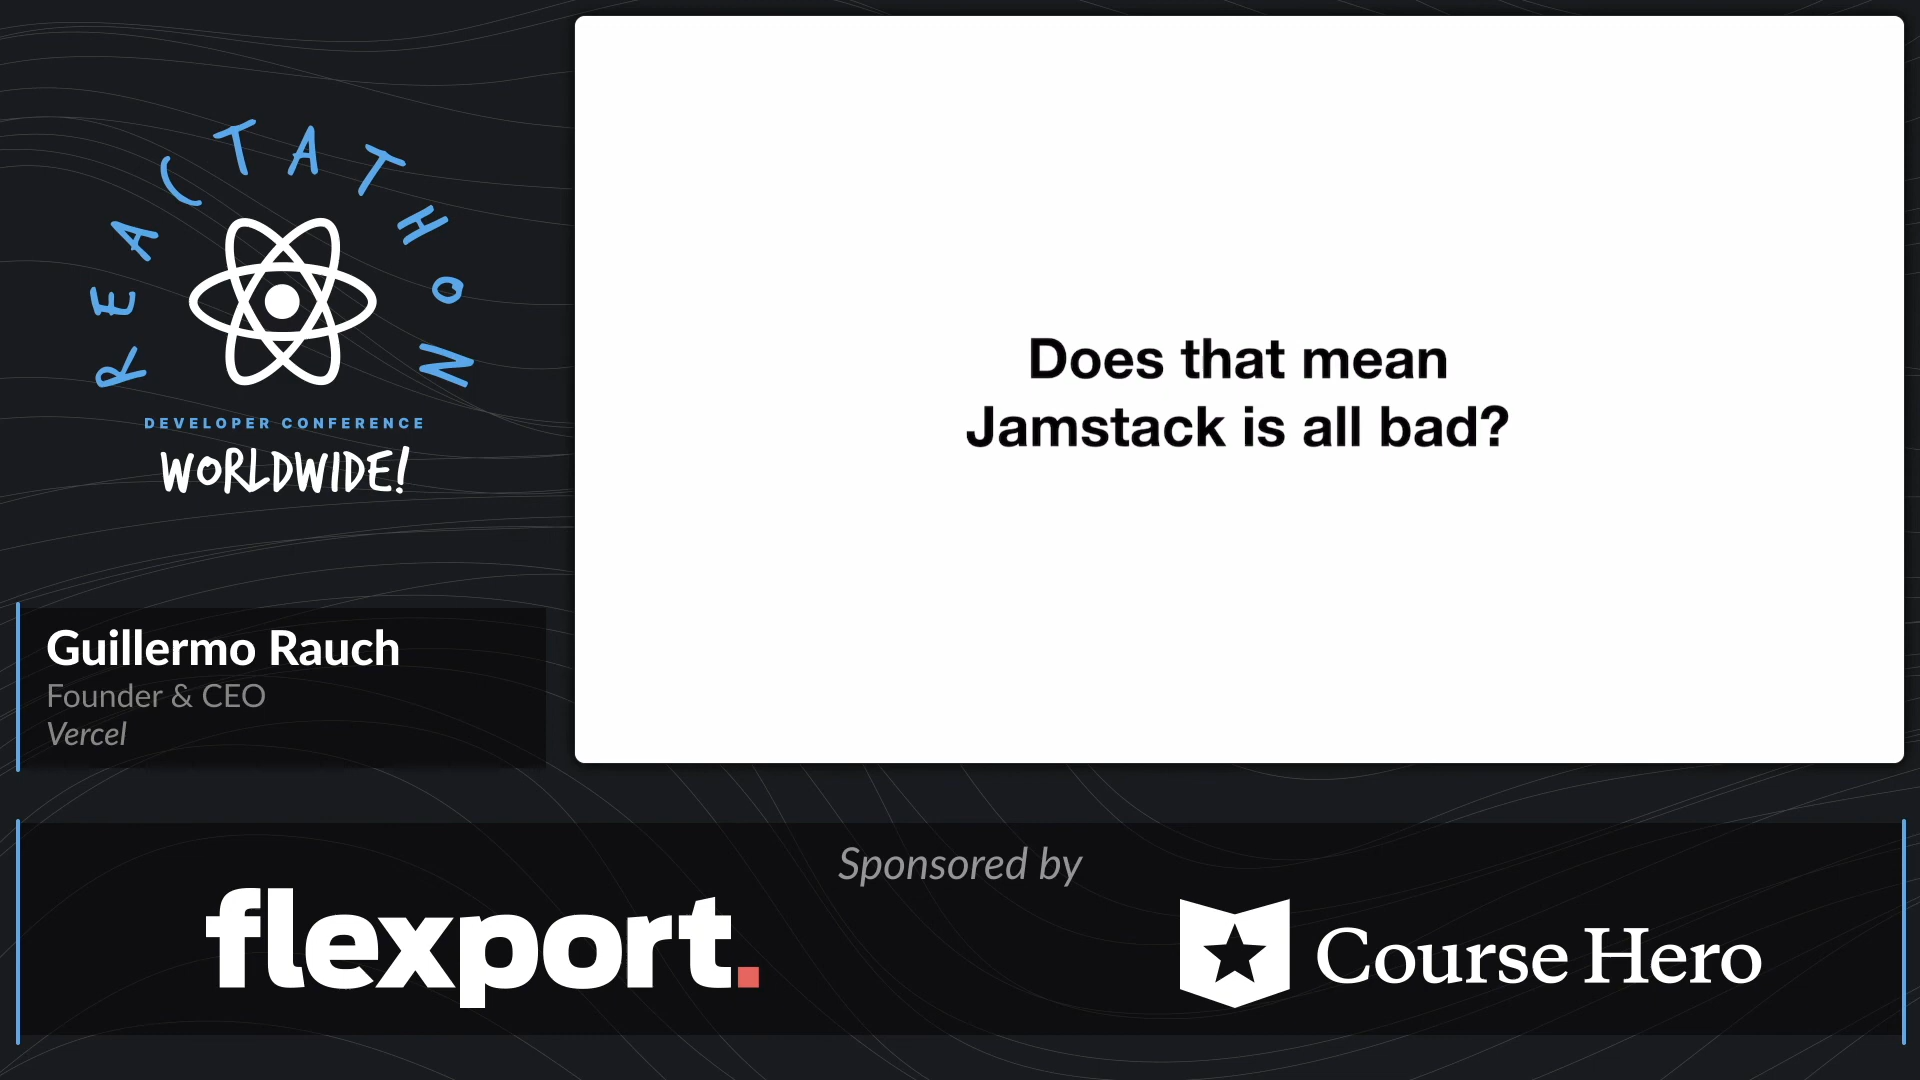 REACTATHON
DEVELOPER CONFERENCE
WORLDWIDE!
Does that mean
Jamstack is all bad?
Guillermo Rauch
Founder & CEO
Vercel
Sponsored by
flexport.
Course Hero